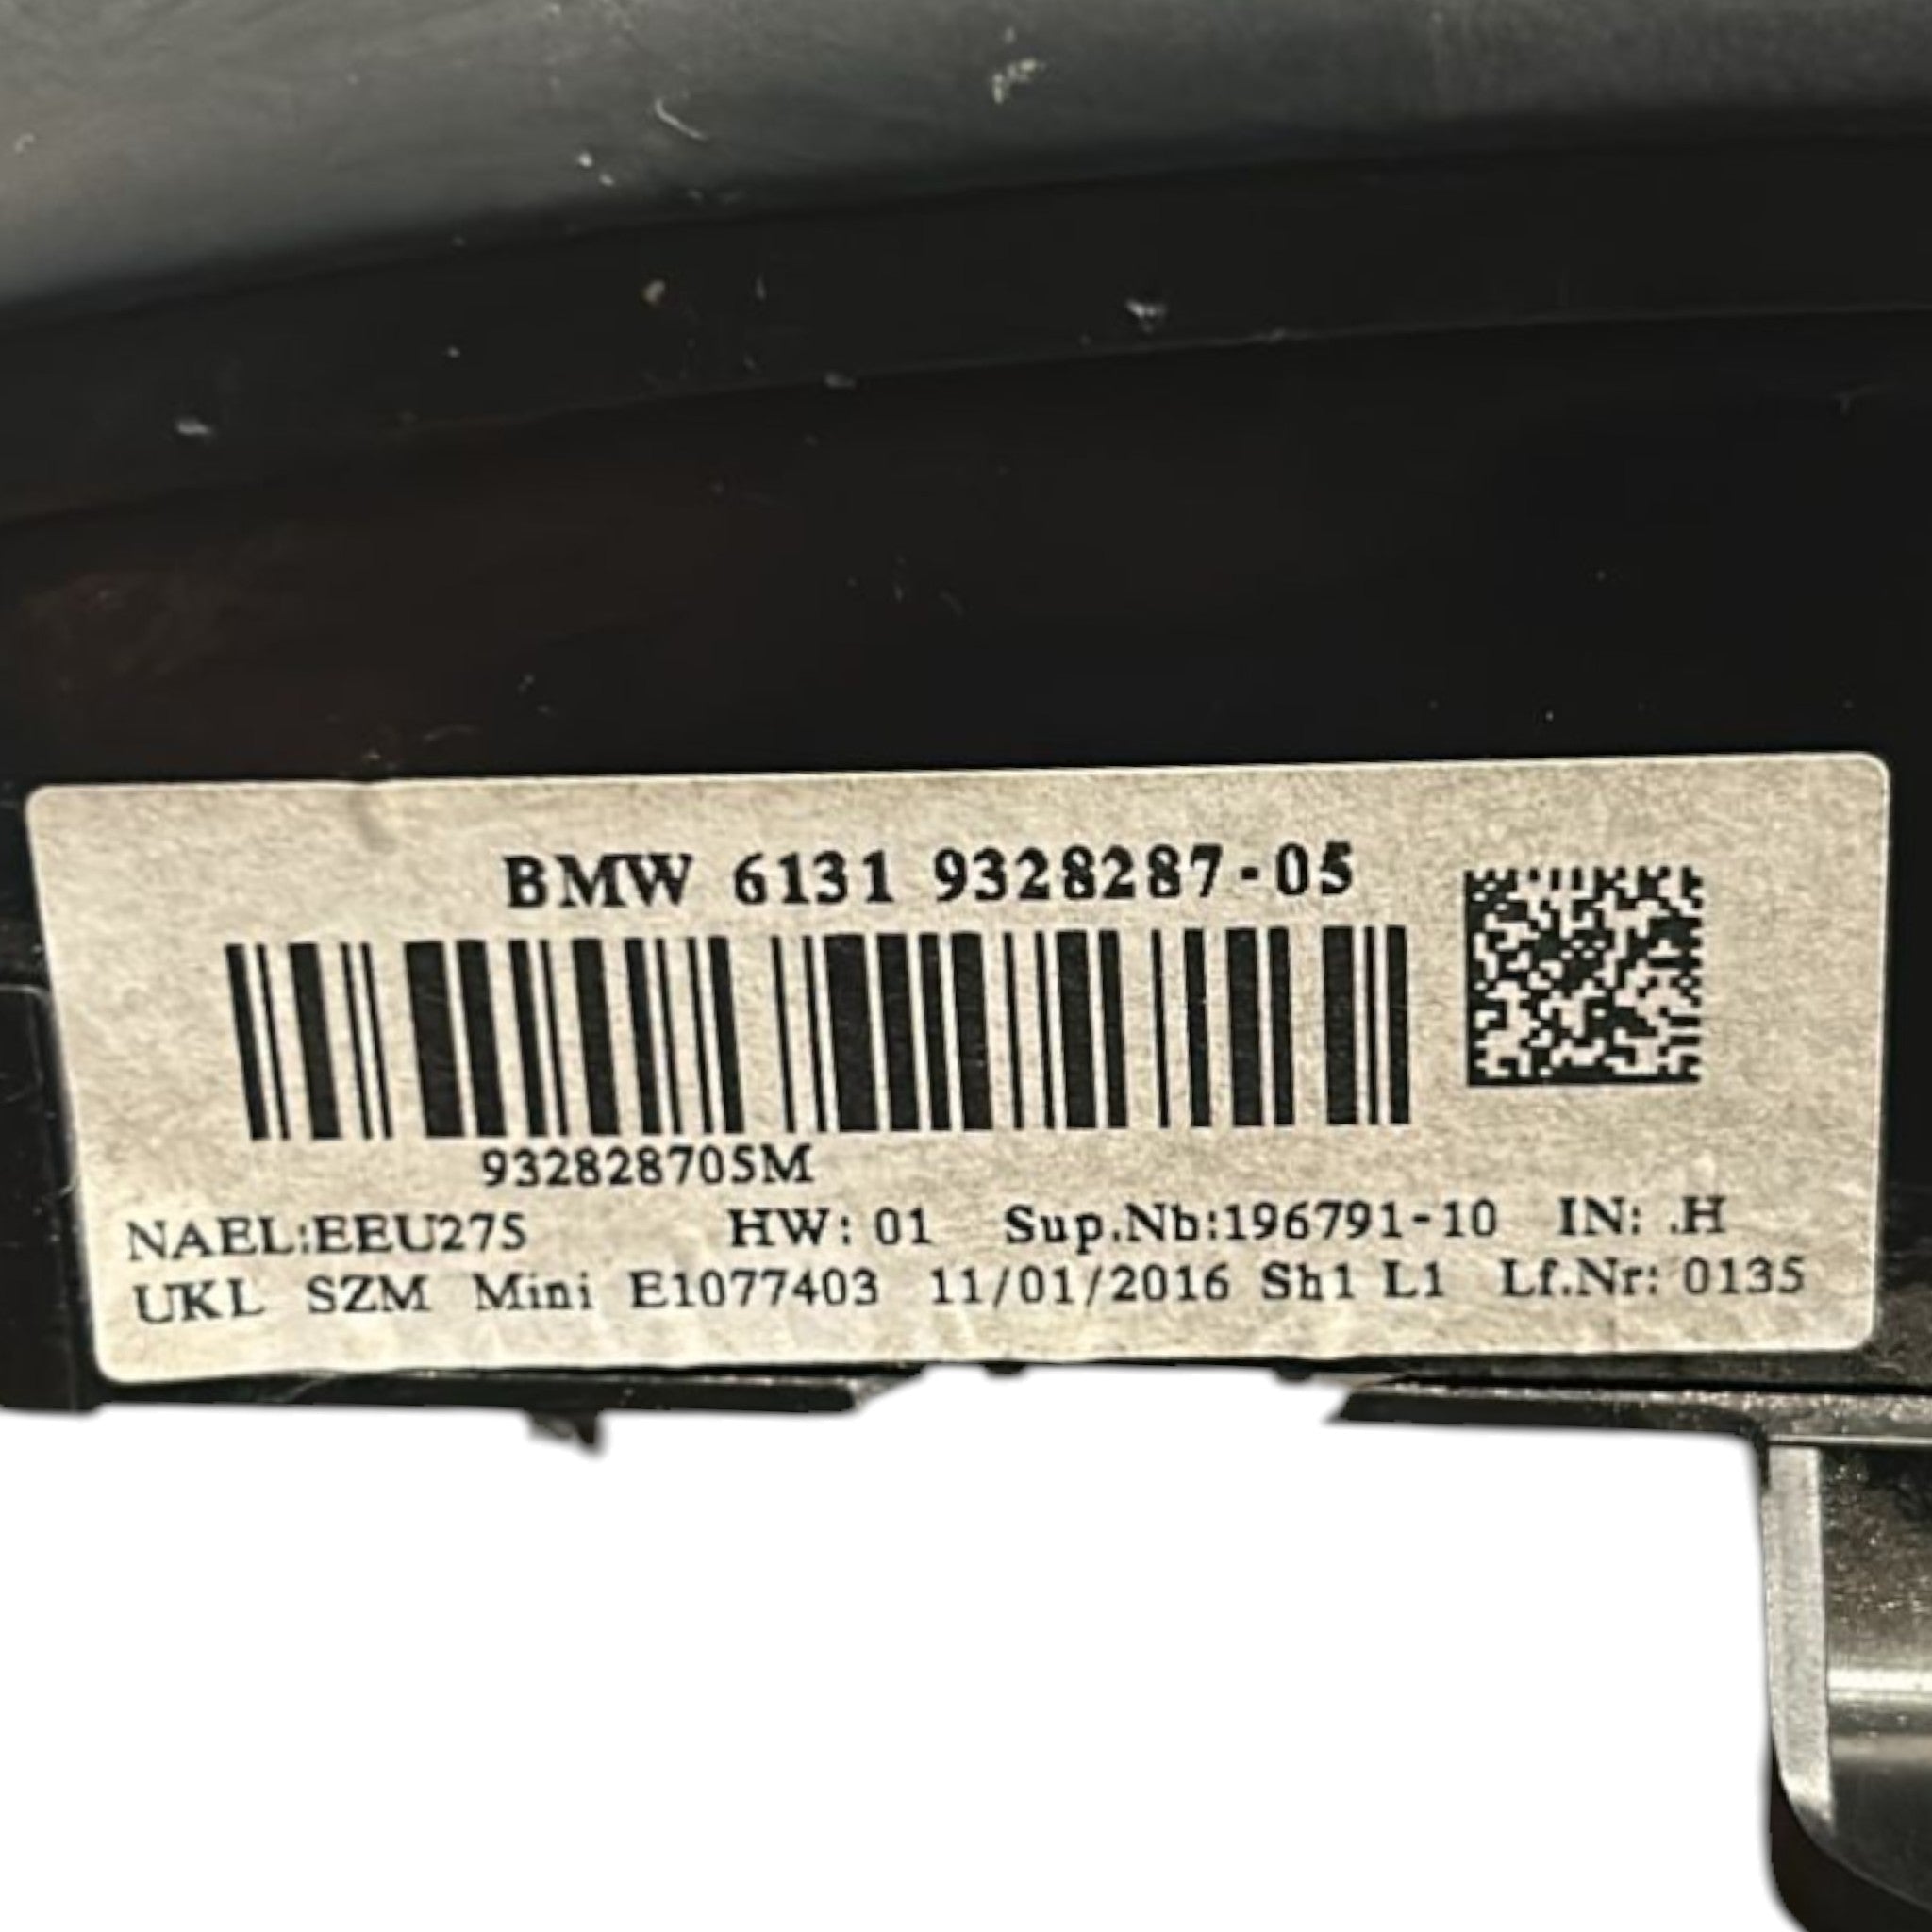 BMW 6131 9328287-05
932828705M
NAEL:EEU275 HW: 01 Sup.Nb:196791-10 IN: .H
UKL SZM Mini E1077403 11/01/2016 Sh1 L1 Lf.Nr: 0135